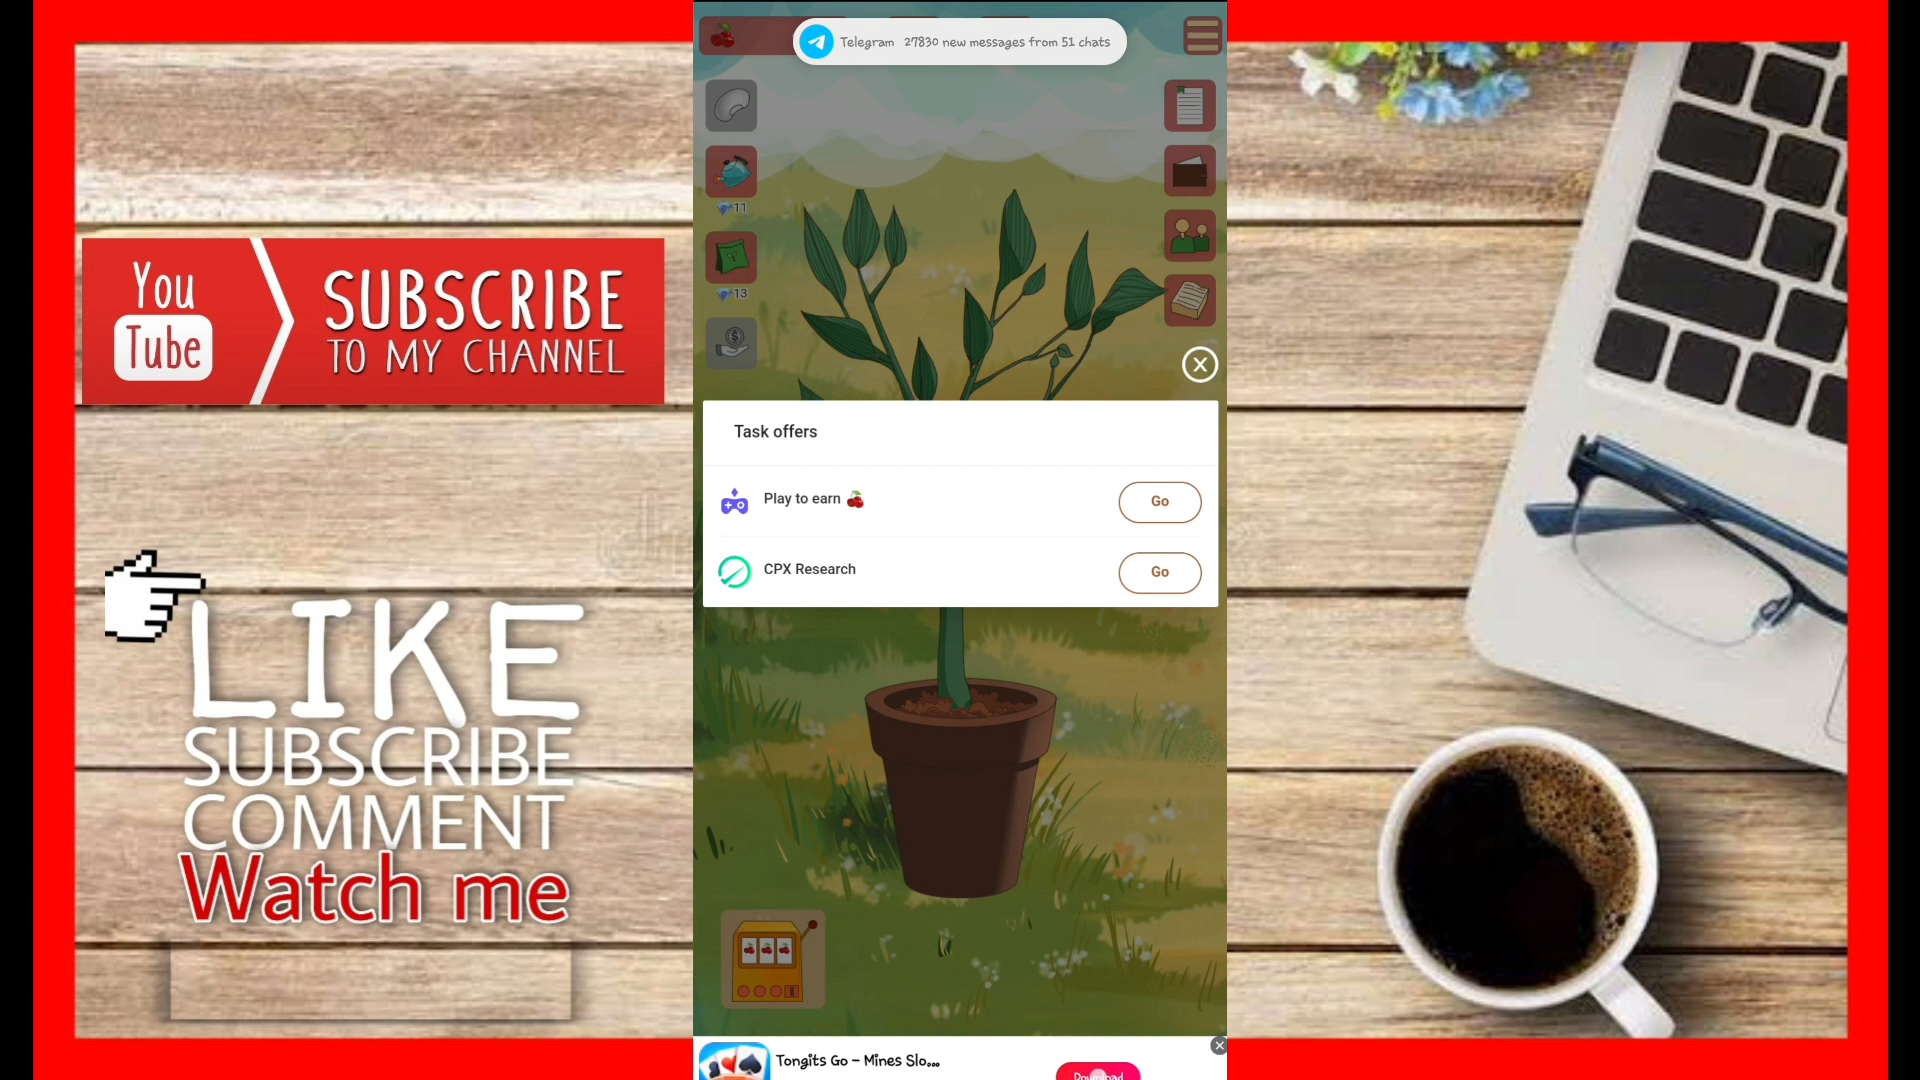 Telegram 27830 new messages from 51 chats
11
13
You
Tube
SUBSCRIBE
TO MY CHANNEL
Task offers
Play to earn
Go
CPX Research
Go
LIKE
SUBSCRIBE
COMMENT
Watch me
Tongits Go - Mines Slo...
Download